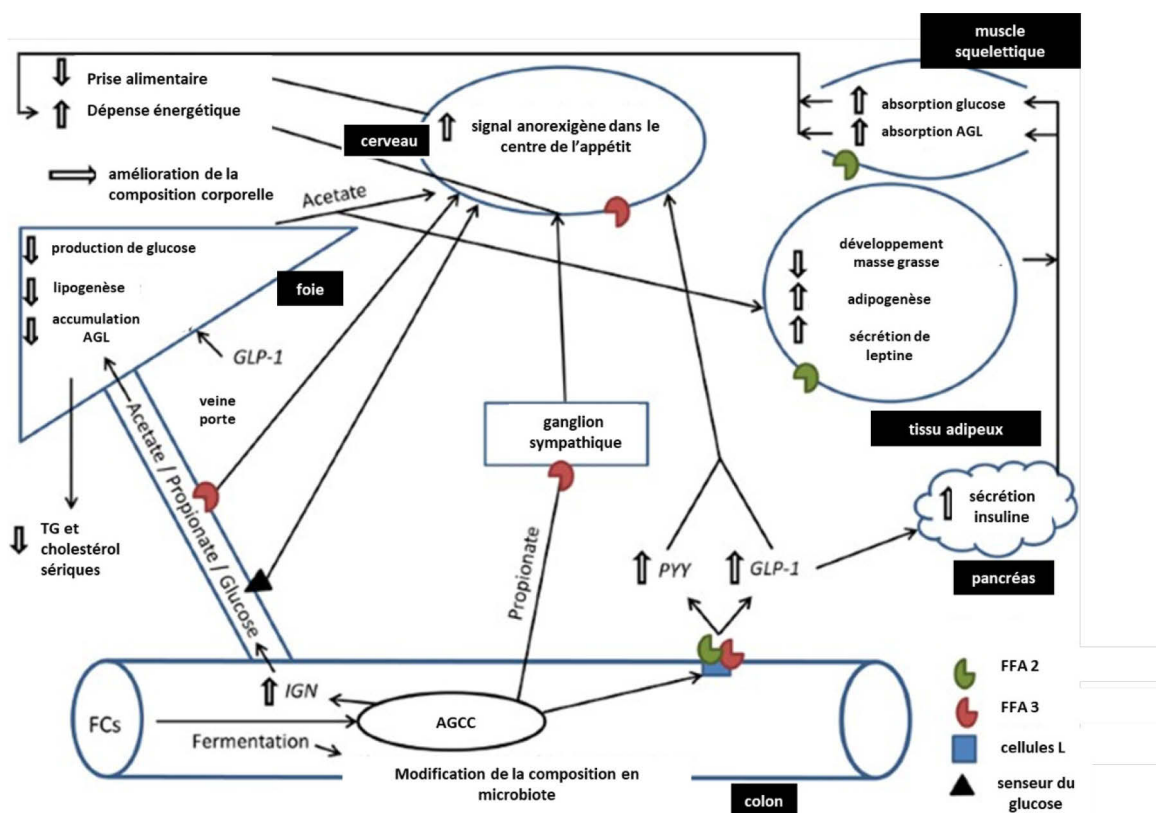 muscle
squelettique
Prise alimentaire
Dépense énergétique
amélioration de la
composition corporelle
cerveau
signal anorexigène dans le
centre de l'appétit
absorption glucose
absorption AGL
Acetate
production de glucose
lipogenèse
accumulation
AGL
foie
GLP-1
veine
porte
Acetate / Propionate / Glucose
TG et
cholestérol
sériques
développement
masse grasse
adipogenèse
sécrétion de
leptine
tissu adipeux
ganglion
sympathique
Propionate
PYY
GLP-1
sécrétion
insuline
pancréas
FCs
IGN
AGCC
Fermentation
Modification de la composition en
microbiote
colon
FFA 2
FFA 3
cellules L
senseur du
glucose